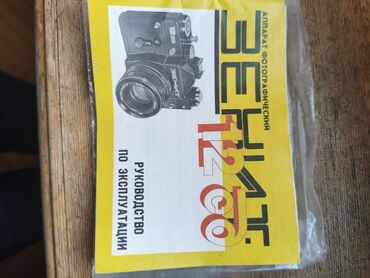 АППАРАТ ФОТОГРАФИЧЕСКИЙ
ЗЕНИТ
12сд
РУКОВОДСТВО
ПО ЭКСПЛУАТАЦИИ